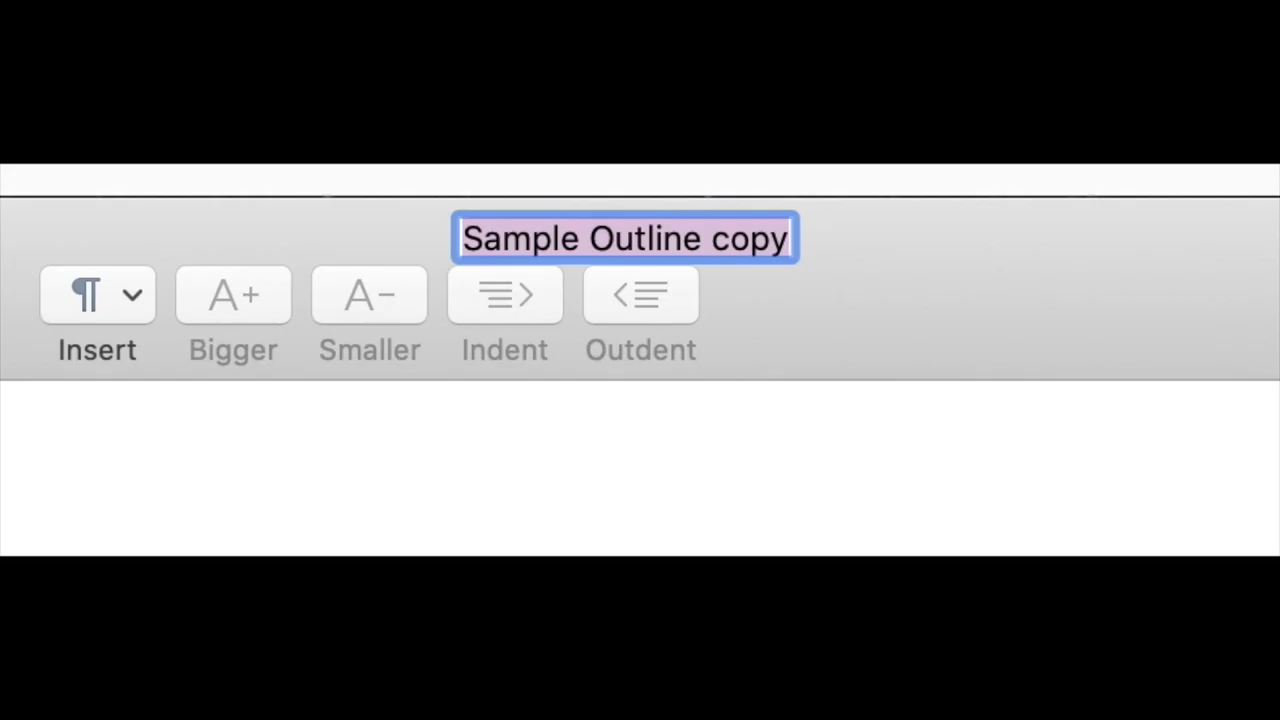 Sample Outline copy
A+ A-
Insert Bigger Smaller Indent Outdent